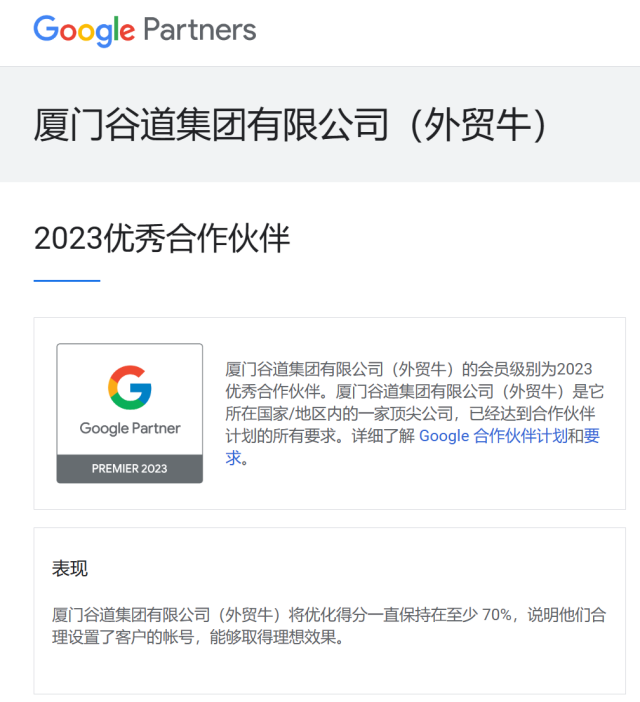 Google Partners
厦门谷道集团有限公司（外贸牛）
2023优秀合作伙伴
Google Partner
PREMIER 2023
厦门谷道集团有限公司（外贸牛）的会员级别为2023
优秀合作伙伴。厦门谷道集团有限公司（外贸牛）是它
所在国家/地区内的一家顶尖公司，已经达到合作伙伴
计划的所有要求。详细了解 Google 合作伙伴计划和要
求。
表现
厦门谷道集团有限公司（外贸牛）将优化得分一直保持在至少 70%，说明他们合
理设置了客户的帐号，能够取得理想效果。